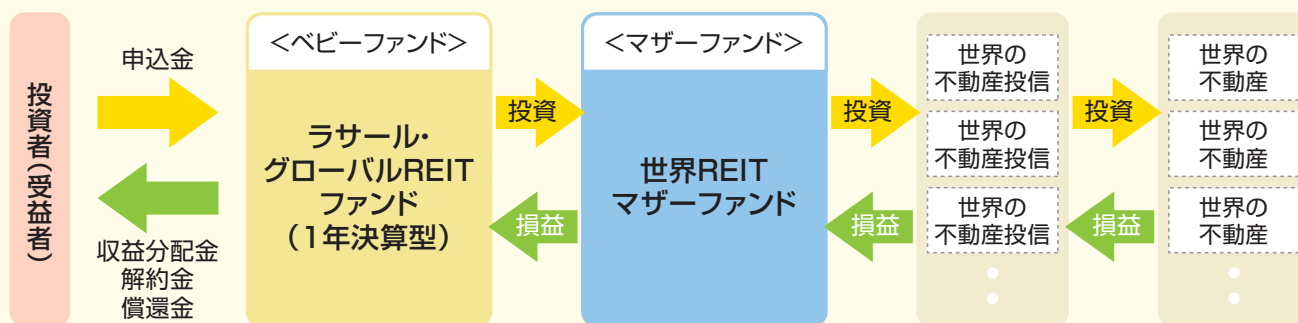 投資者（受益者）
申込金
収益分配金
解約金
償還金
＜ベビーファンド＞
ラサール・
グローバルREIT
ファンド
（1年決算型）
投資
損益
＜マザーファンド＞
世界REIT
マザーファンド
投資
損益
世界の
不動産投信
世界の
不動産投信
世界の
不動産投信
投資
損益
世界の
不動産
世界の
不動産
世界の
不動産